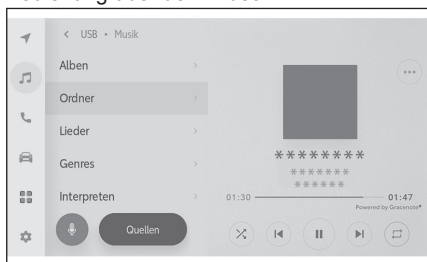 < USB • Musik
Alben >
Ordner >
Lieder >
Genres >
Interpreten >
Quellen
********
*******
******
01:30 01:47
Powered by Gracenote®